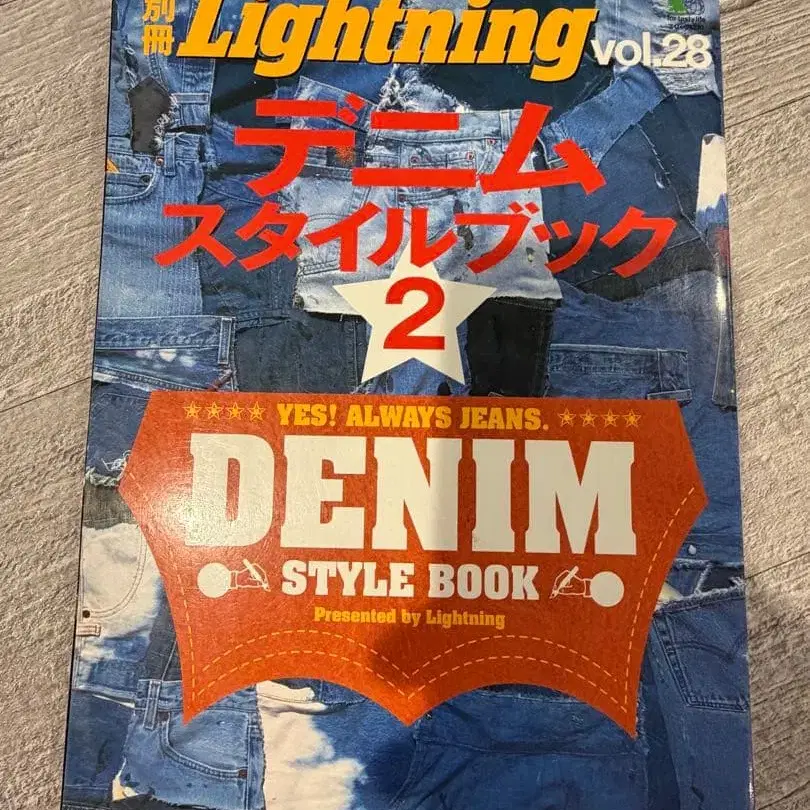 別冊 Lightning vol.28
デニム
スタイルブック
2
YES! ALWAYS JEANS.
DENIM
STYLE BOOK
Presented by Lightning